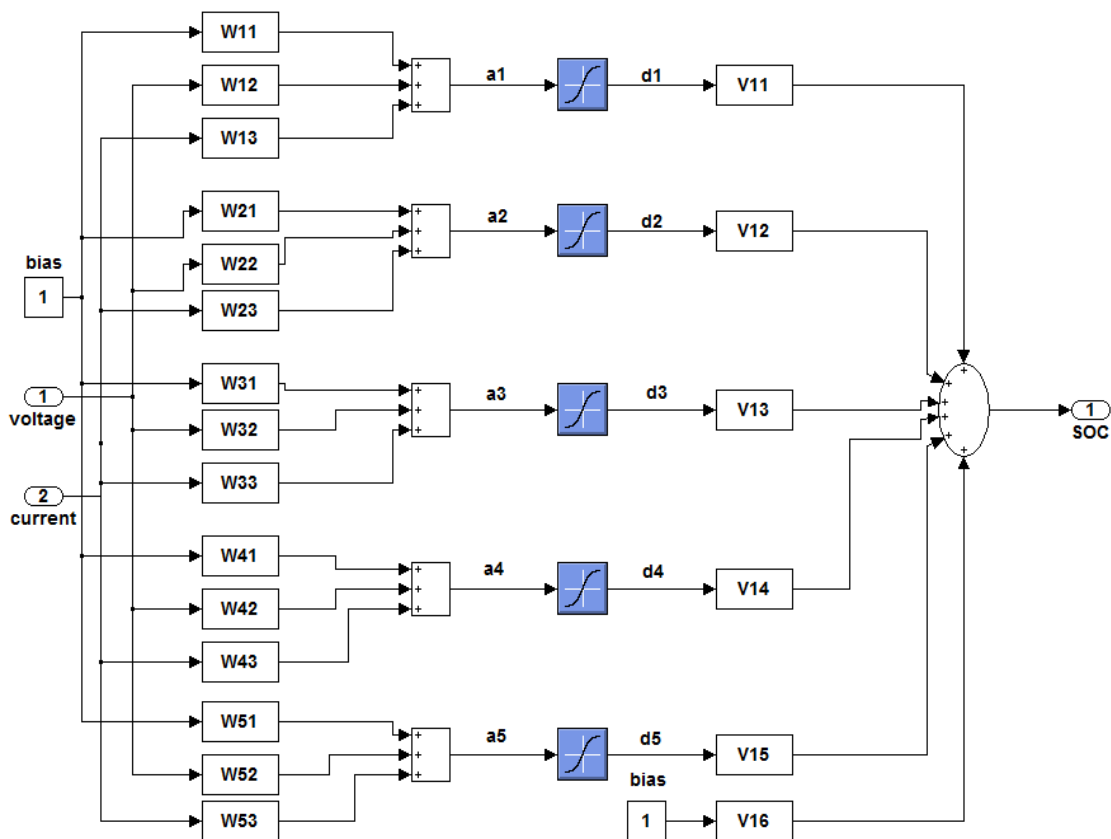 W11
W12
a1
d1
V11
W13
W21
a2
d2
V12
W22
bias
1
W23
W31
1
voltage
W32
a3
d3
V13
1
SOC
W33
2
current
W41
a4
d4
V14
W42
W43
W51
a5
d5
V15
W52
bias
W53
1
V16